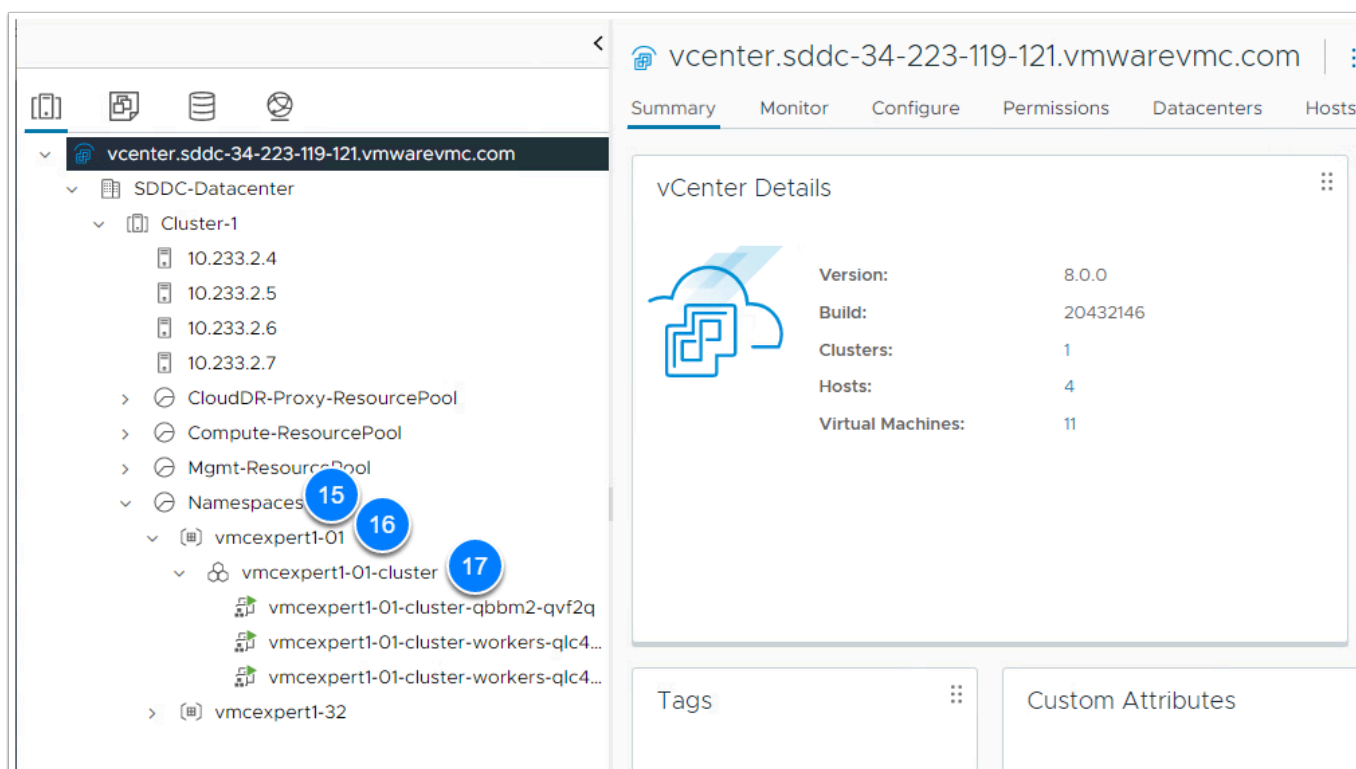 vcenter.sddc-34-223-119-121.vmwarevmc.com
Summary Monitor Configure Permissions Datacenters Hosts
vcenter.sddc-34-223-119-121.vmwarevmc.com
SDDC-Datacenter
Cluster-1
10.233.2.4
10.233.2.5
10.233.2.6
10.233.2.7
CloudDR-Proxy-ResourcePool
Compute-ResourcePool
Mgmt-ResourcePool
Namespaces 15
16
vmcexpert1-01
vmcexpert1-01-cluster 17
vmcexpert1-01-cluster-qbbm2-qvf2q
vmcexpert1-01-cluster-workers-qlc4...
vmcexpert1-01-cluster-workers-qlc4...
vmcexpert1-32
vCenter Details
Version: 8.0.0
Build: 20432146
Clusters: 1
Hosts: 4
Virtual Machines: 11
Tags
Custom Attributes